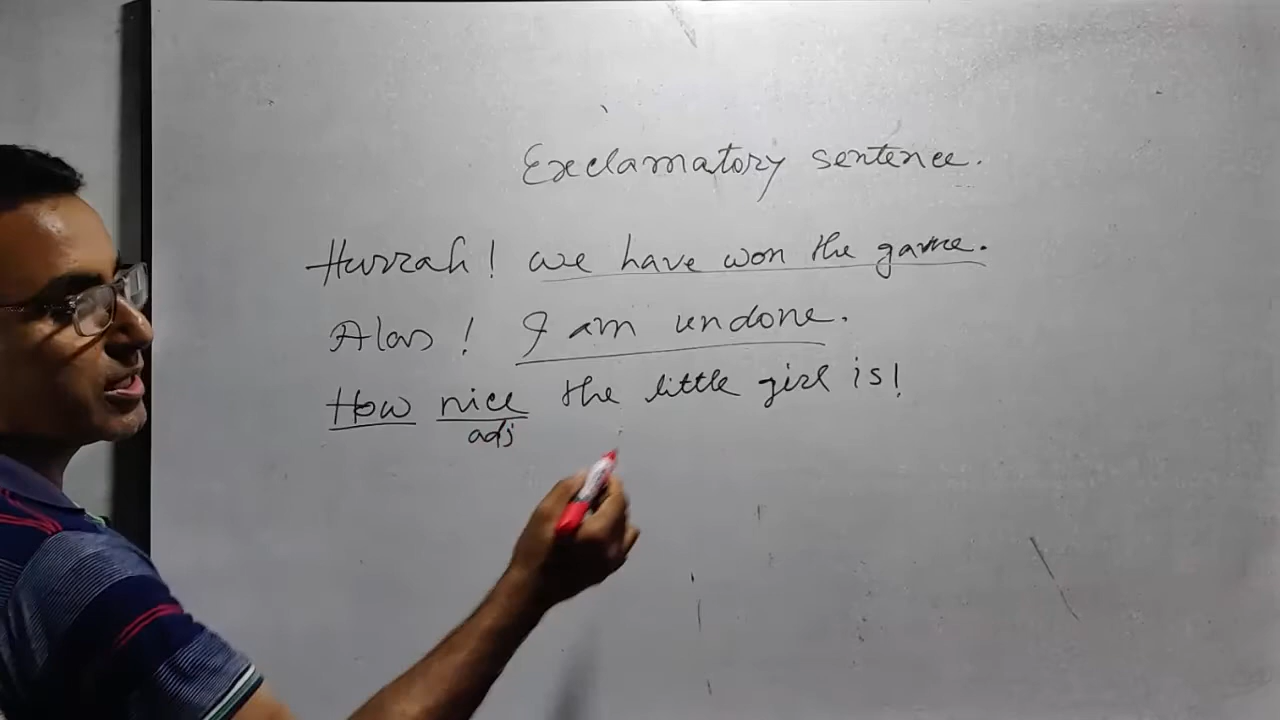 Exclamatory sentence.
Hurrah! we have won the game.
Alas! I am undone.
How nice the little girl is!
adj